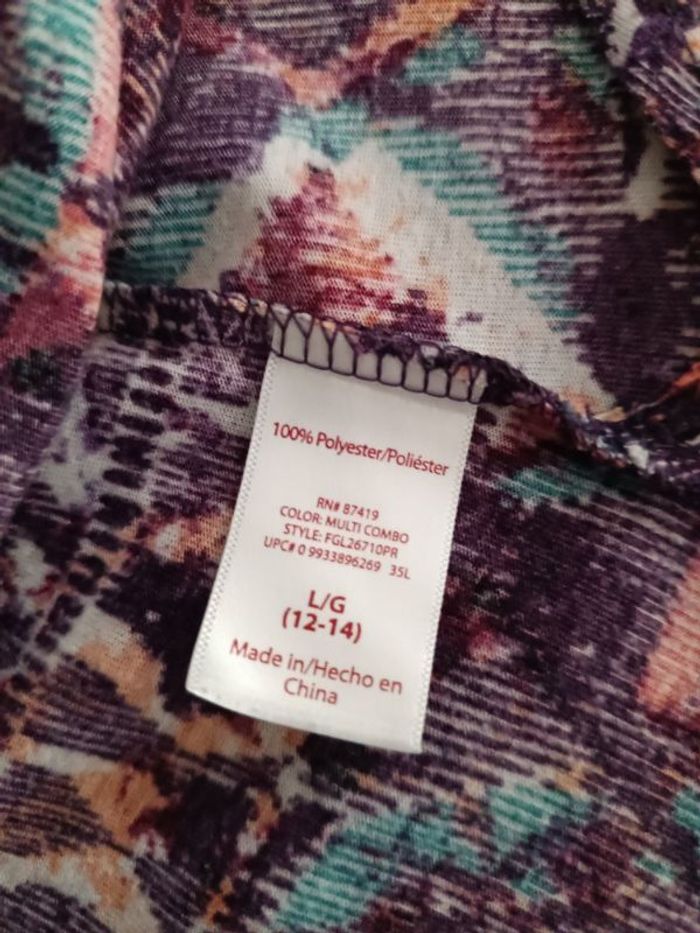 100% Polyester/Poliéster
RN# 87419
COLOR: MULTI COMBO
STYLE: FGL26710PR
UPC# 0 9933896269 35L
L/G
(12-14)
Made in/Hecho en
China